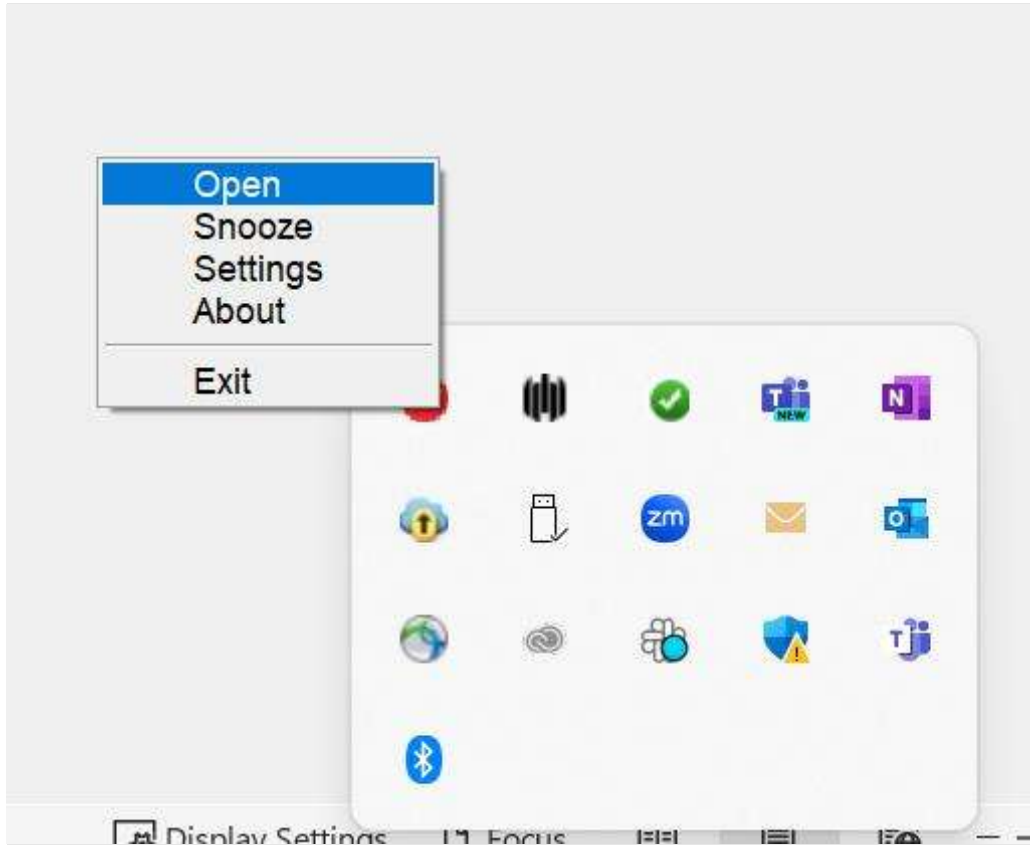 Open
Snooze
Settings
About
Exit
T
NEW
N
zm
O
T
Display Settings
Focus